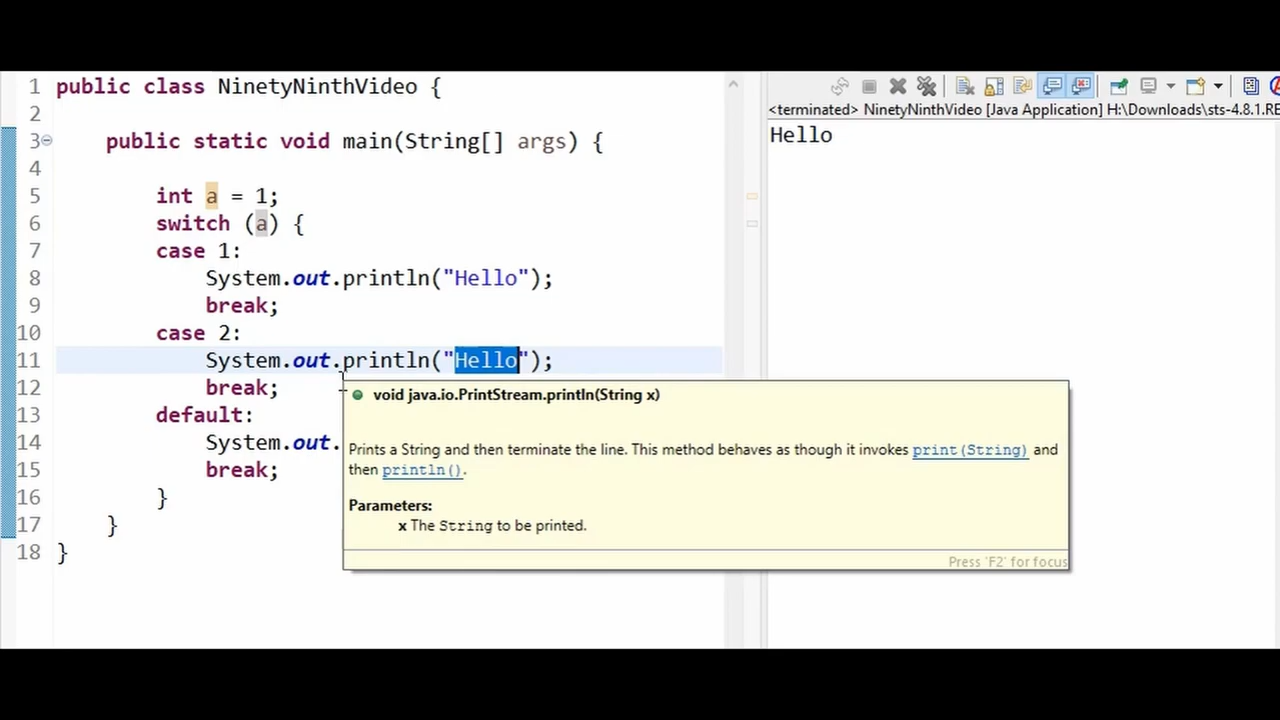 1 public class NinetyNinthVideo {
2
3 public static void main(String[] args) {
4
5 int a = 1;
6 switch (a) {
7 case 1:
8 System.out.println("Hello");
9 break;
10 case 2:
11 System.out.println("Hello");
12 break;
13 default:
14 System.out.
15 break;
16 }
17 }
18 }
void java.io.PrintStream.println(String x)
Prints a String and then terminate the line. This method behaves as though it invokes print(String) and
then println().
Parameters:
x The String to be printed.
Press 'F2' for focus
<terminated> NinetyNinthVideo [Java Application] H:\Downloads\sts-4.8.1.RE
Hello